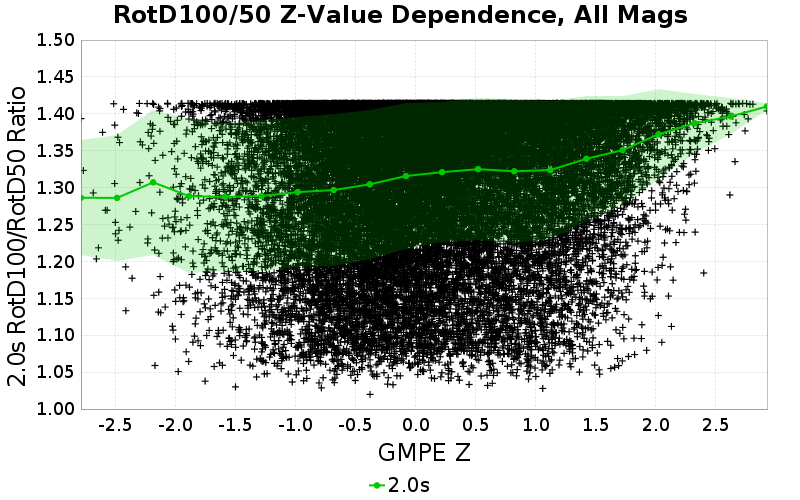 RotD100/50 Z-Value Dependence, All Mags
2.0s RotD100/RotD50 Ratio
1.50
1.45
1.40
1.35
1.30
1.25
1.20
1.15
1.10
1.05
1.00
-2.5 -2.0 -1.5 -1.0 -0.5 0.0 0.5 1.0 1.5 2.0 2.5
GMPE Z
2.0s